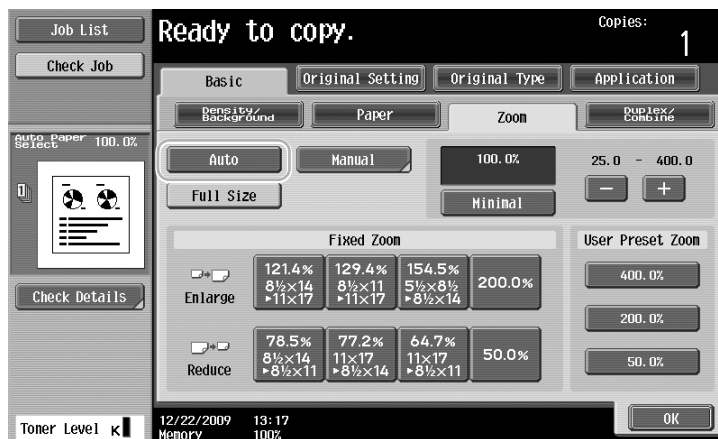 Job List
Check Job
Ready to copy.
Copies:
1
Basic
Original Setting
Original Type
Application
Density/
Background
Paper
Zoom
Duplex/
Combine
Auto Paper
Select
100.0%
1
Check Details
Toner Level K
Auto
Manual
Full Size
100.0%
Minimal
25.0 - 400.0
−
+
Fixed Zoom
Enlarge
121.4%
8½×14
▸11×17
129.4%
8½×11
▸11×17
154.5%
5½×8½
▸8½×14
200.0%
Reduce
78.5%
8½×14
▸8½×11
77.2%
11×17
▸8½×14
64.7%
11×17
▸8½×11
50.0%
User Preset Zoom
400.0%
200.0%
50.0%
12/22/2009 13:17
Memory 100%
OK